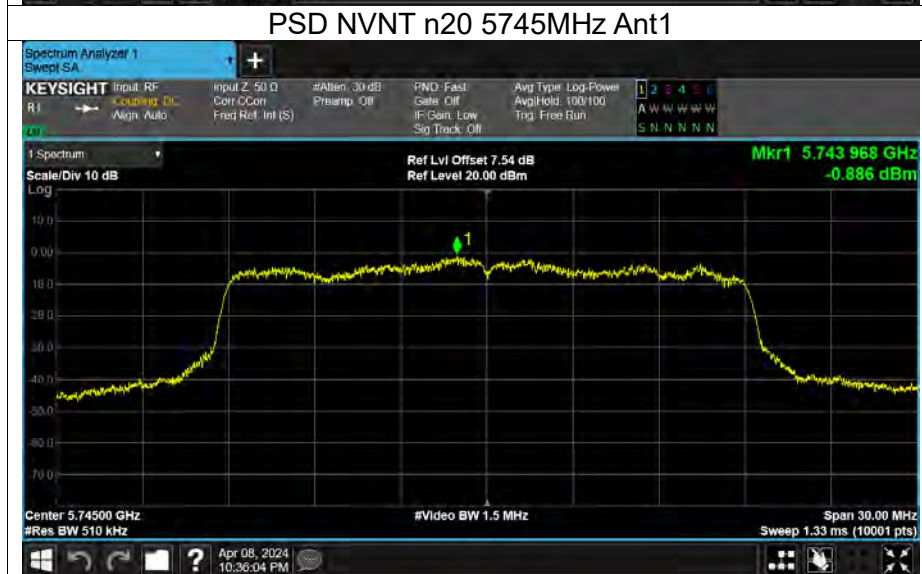 PSD NVNT n20 5745MHz Ant1
Spectrum Analyzer 1
Swept SA
+
KEYSIGHT Input: RF Input Z: 50 Ω #Atten: 30 dB PNO: Fast Avg Type: Log-Power 1 2 3 4 5 6
Coupling: DC Corr CCorr Preamp: Off Gate: Off Avg|Hold: 100/100 A W W W W W
Align: Auto Freq Ref: Int (S) IF Gain: Low Trig: Free Run
Sig Track: Off S N N N N N
1 Spectrum Ref Lvl Offset 7.54 dB Mkr1 5.743 968 GHz
Scale/Div 10 dB Ref Level 20.00 dBm -0.886 dBm
Log
10.0
0.00
1
-10.0
-20.0
-30.0
-40.0
-50.0
-60.0
-70.0
Center 5.74500 GHz #Video BW 1.5 MHz Span 30.00 MHz
#Res BW 510 kHz Sweep 1.33 ms (10001 pts)
? Apr 08, 2024
10:36:04 PM